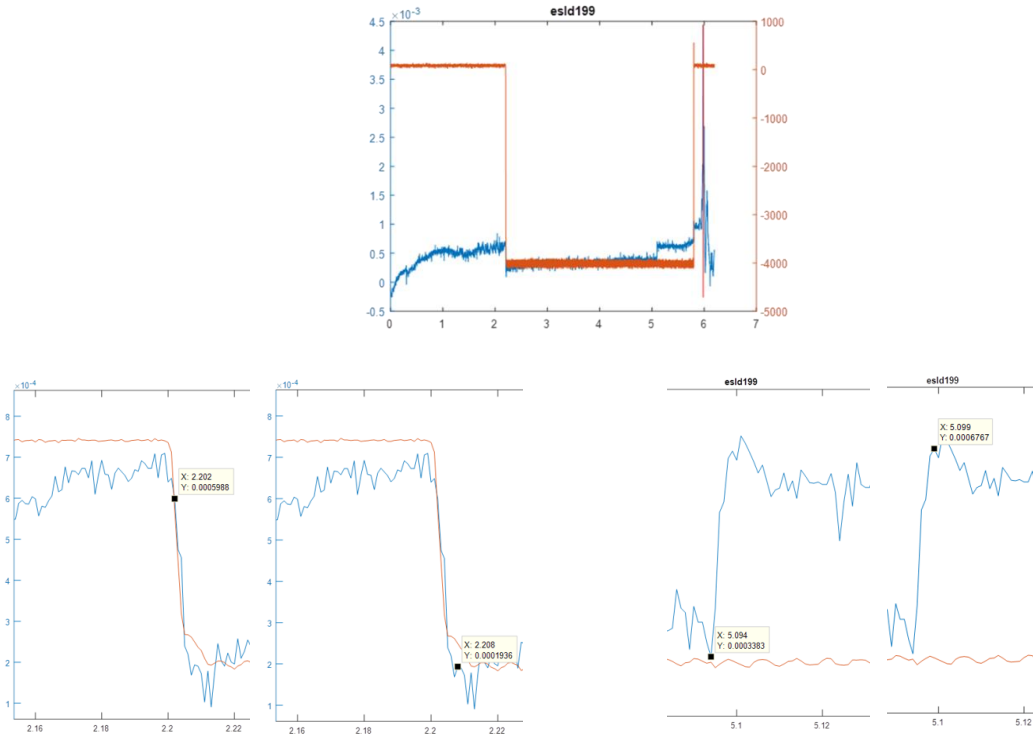 esld199
×10⁻³
4.5
4
3.5
3
2.5
2
1.5
1
0.5
0
-0.5
1000
0
-1000
-2000
-3000
-4000
-5000
0 1 2 3 4 5 6 7
×10⁻⁴
8
7
6
5
4
3
2
1
X: 2.202
Y: 0.0005988
2.16 2.18 2.2 2.22
×10⁻⁴
8
7
6
5
4
3
2
1
X: 2.208
Y: 0.0001936
2.16 2.18 2.2 2.22
esld199
X: 5.094
Y: 0.0003383
5.1 5.12
esld199
X: 5.099
Y: 0.0006767
5.1 5.12